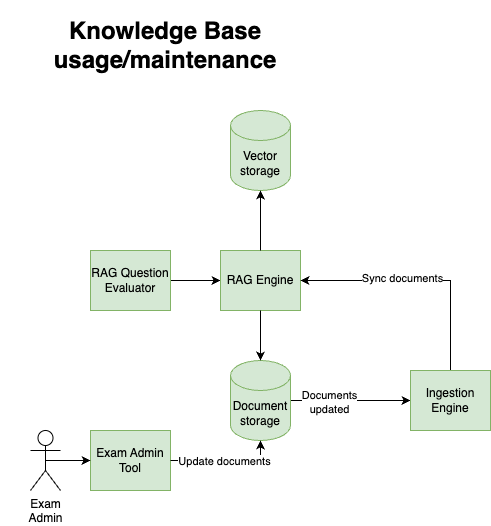 Knowledge Base
usage/maintenance
Vector
storage
RAG Question
Evaluator
RAG Engine
Sync documents
Document
storage
Documents
updated
Ingestion
Engine
Exam Admin
Tool
Update documents
Exam
Admin